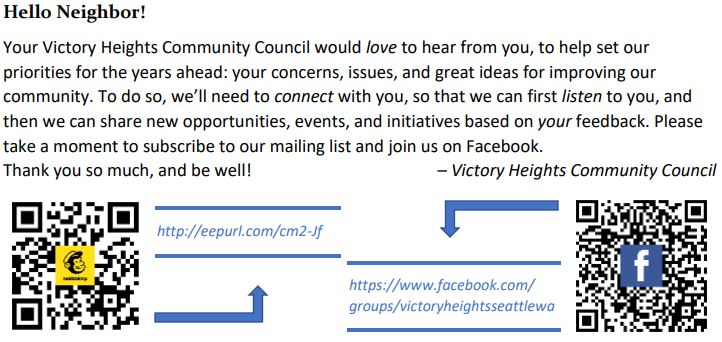 Hello Neighbor!
Your Victory Heights Community Council would love to hear from you, to help set our
priorities for the years ahead: your concerns, issues, and great ideas for improving our
community. To do so, we’ll need to connect with you, so that we can first listen to you, and
then we can share new opportunities, events, and initiatives based on your feedback. Please
take a moment to subscribe to our mailing list and join us on Facebook.
Thank you so much, and be well! – Victory Heights Community Council
http://eepurl.com/cm2-Jf
https://www.facebook.com/
groups/victoryheightsseattlewa
mailchimp
f